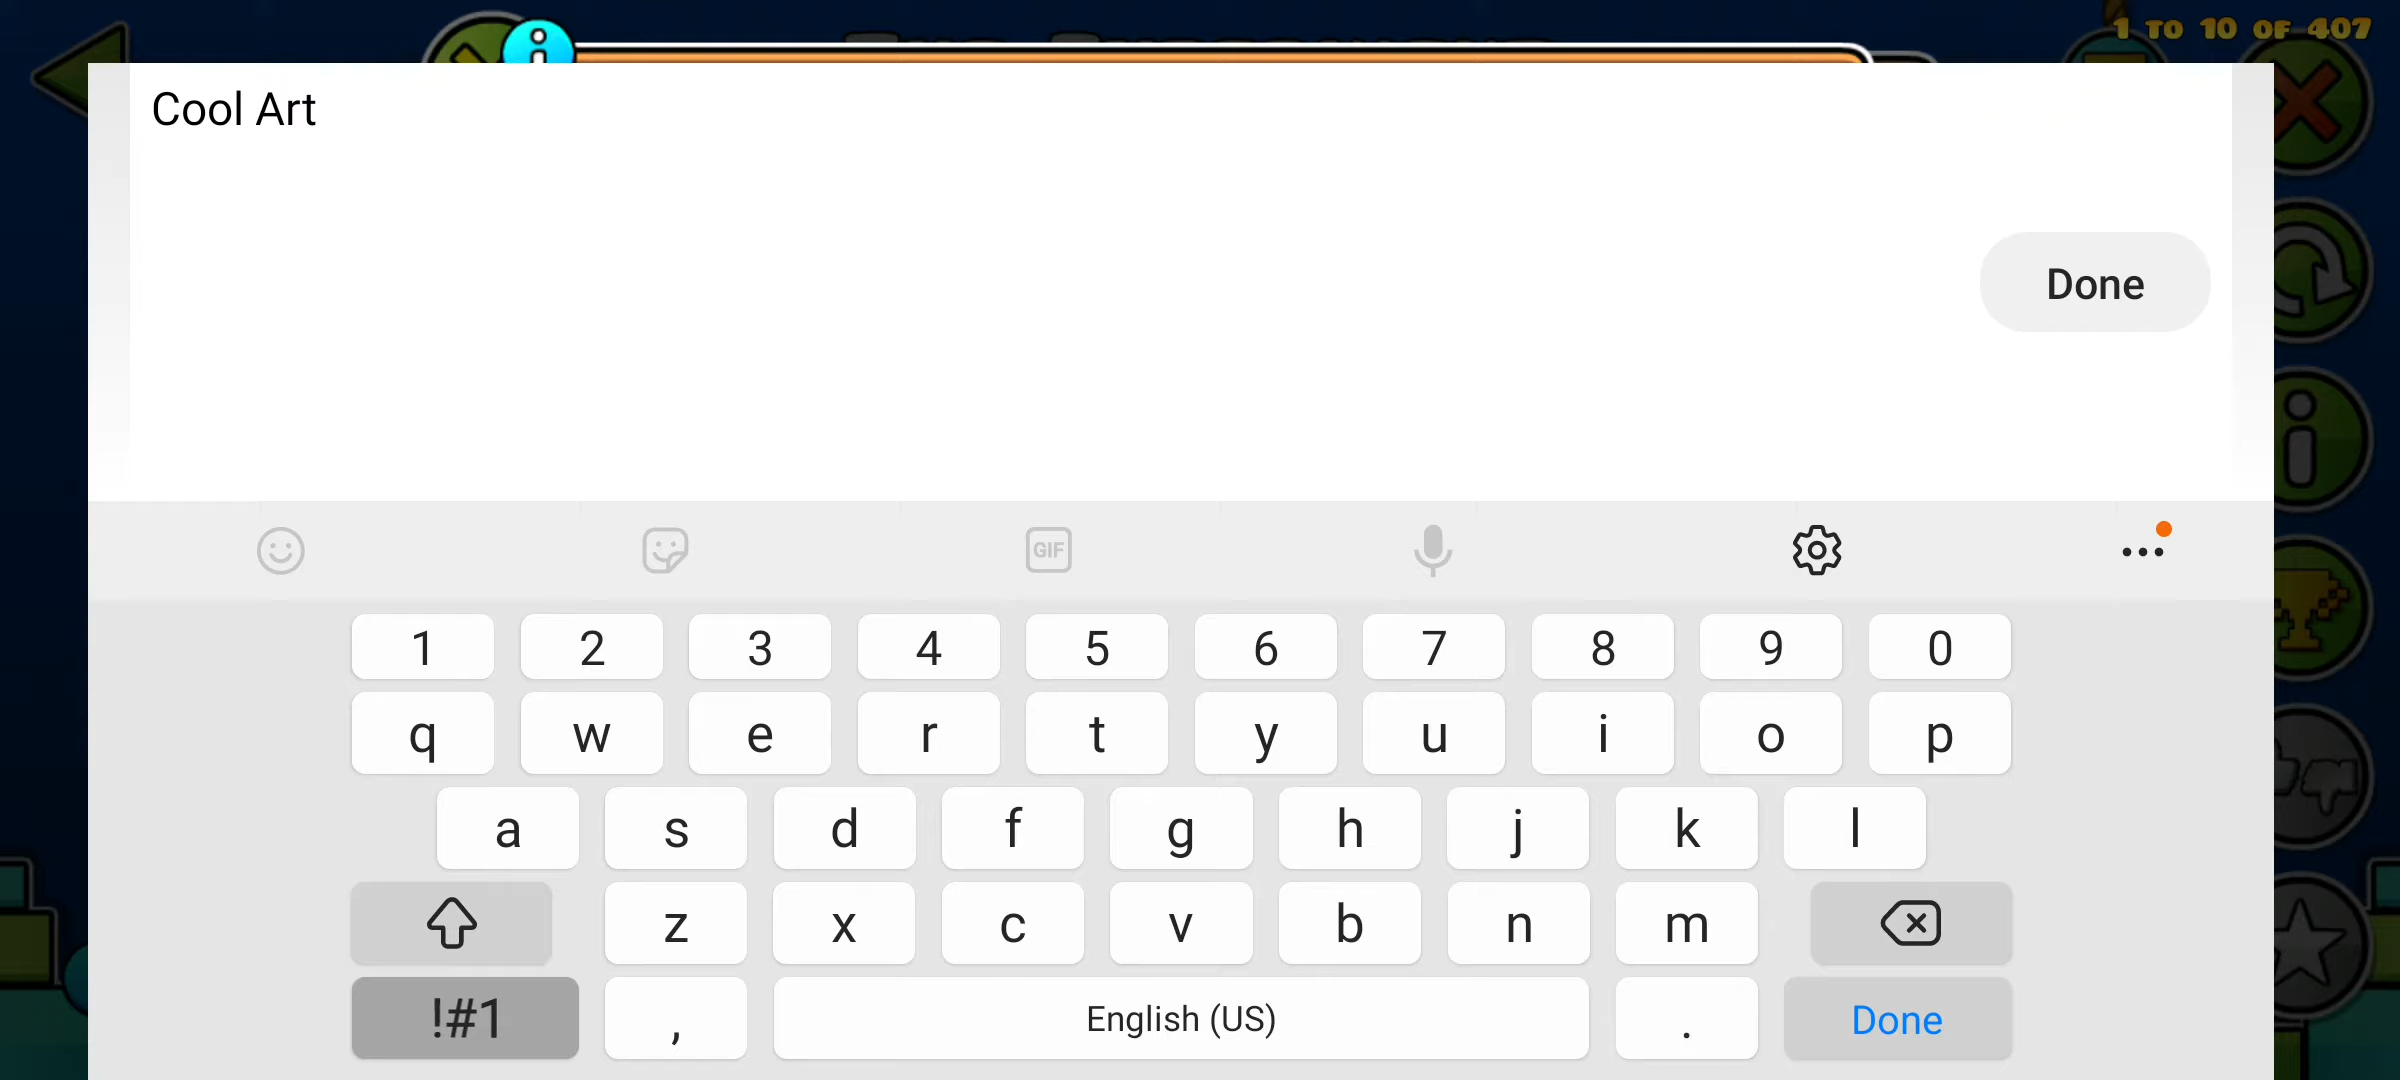 1 TO 10 OF 407
Cool Art
Done
GIF
1 2 3 4 5 6 7 8 9 0
q w e r t y u i o p
a s d f g h j k l
z x c v b n m
!#1 , English (US) . Done